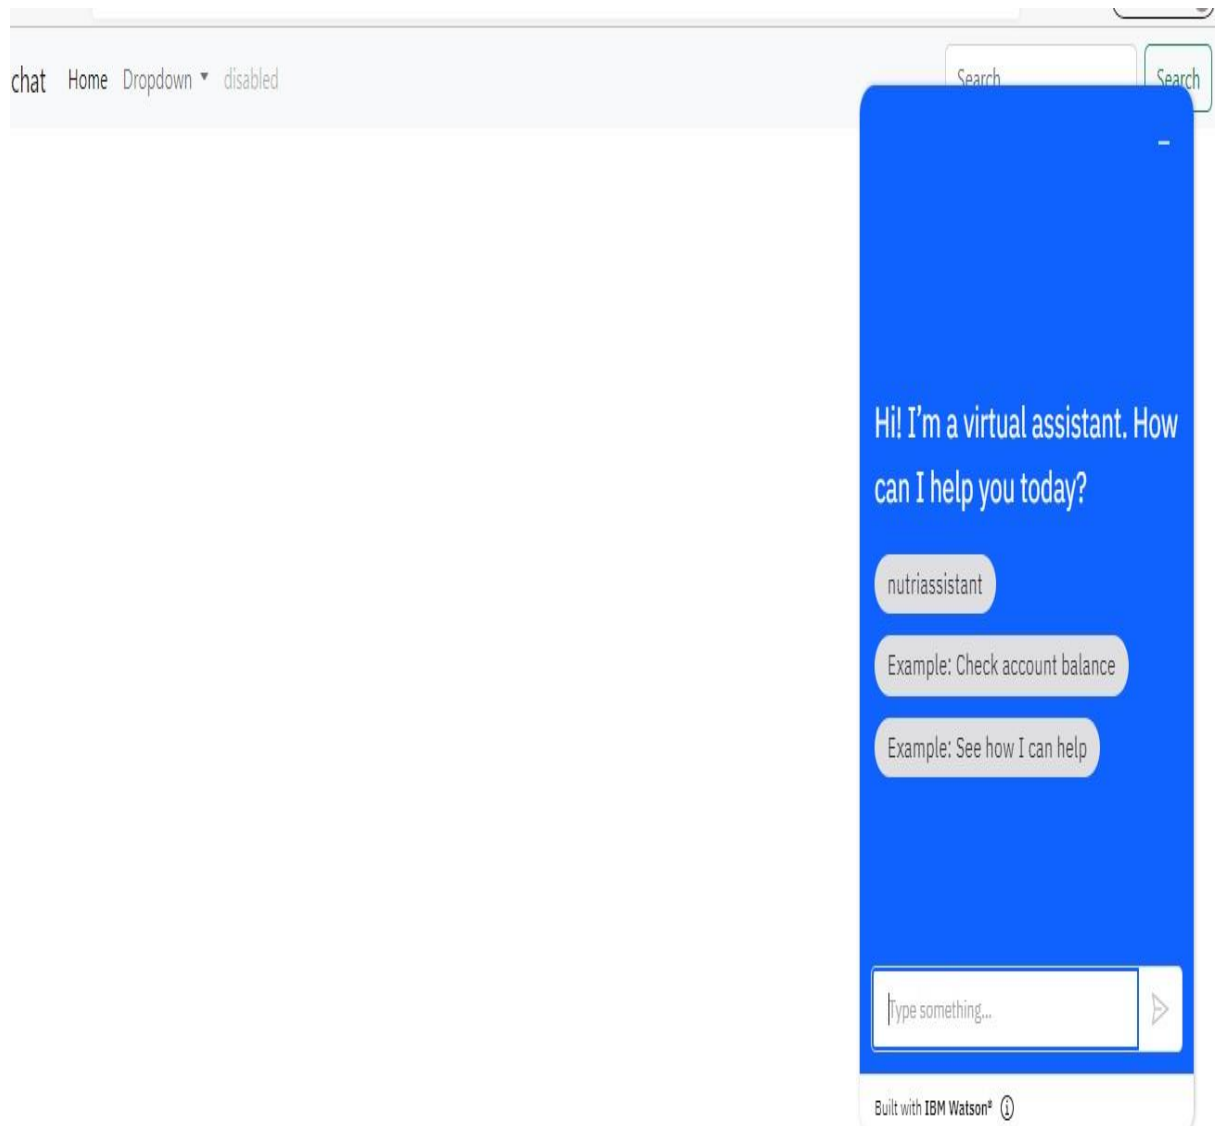 chat Home Dropdown disabled
Search Search
Hi! I'm a virtual assistant. How
can I help you today?
nutriassistant
Example: Check account balance
Example: See how I can help
Type something...
Built with IBM Watson®